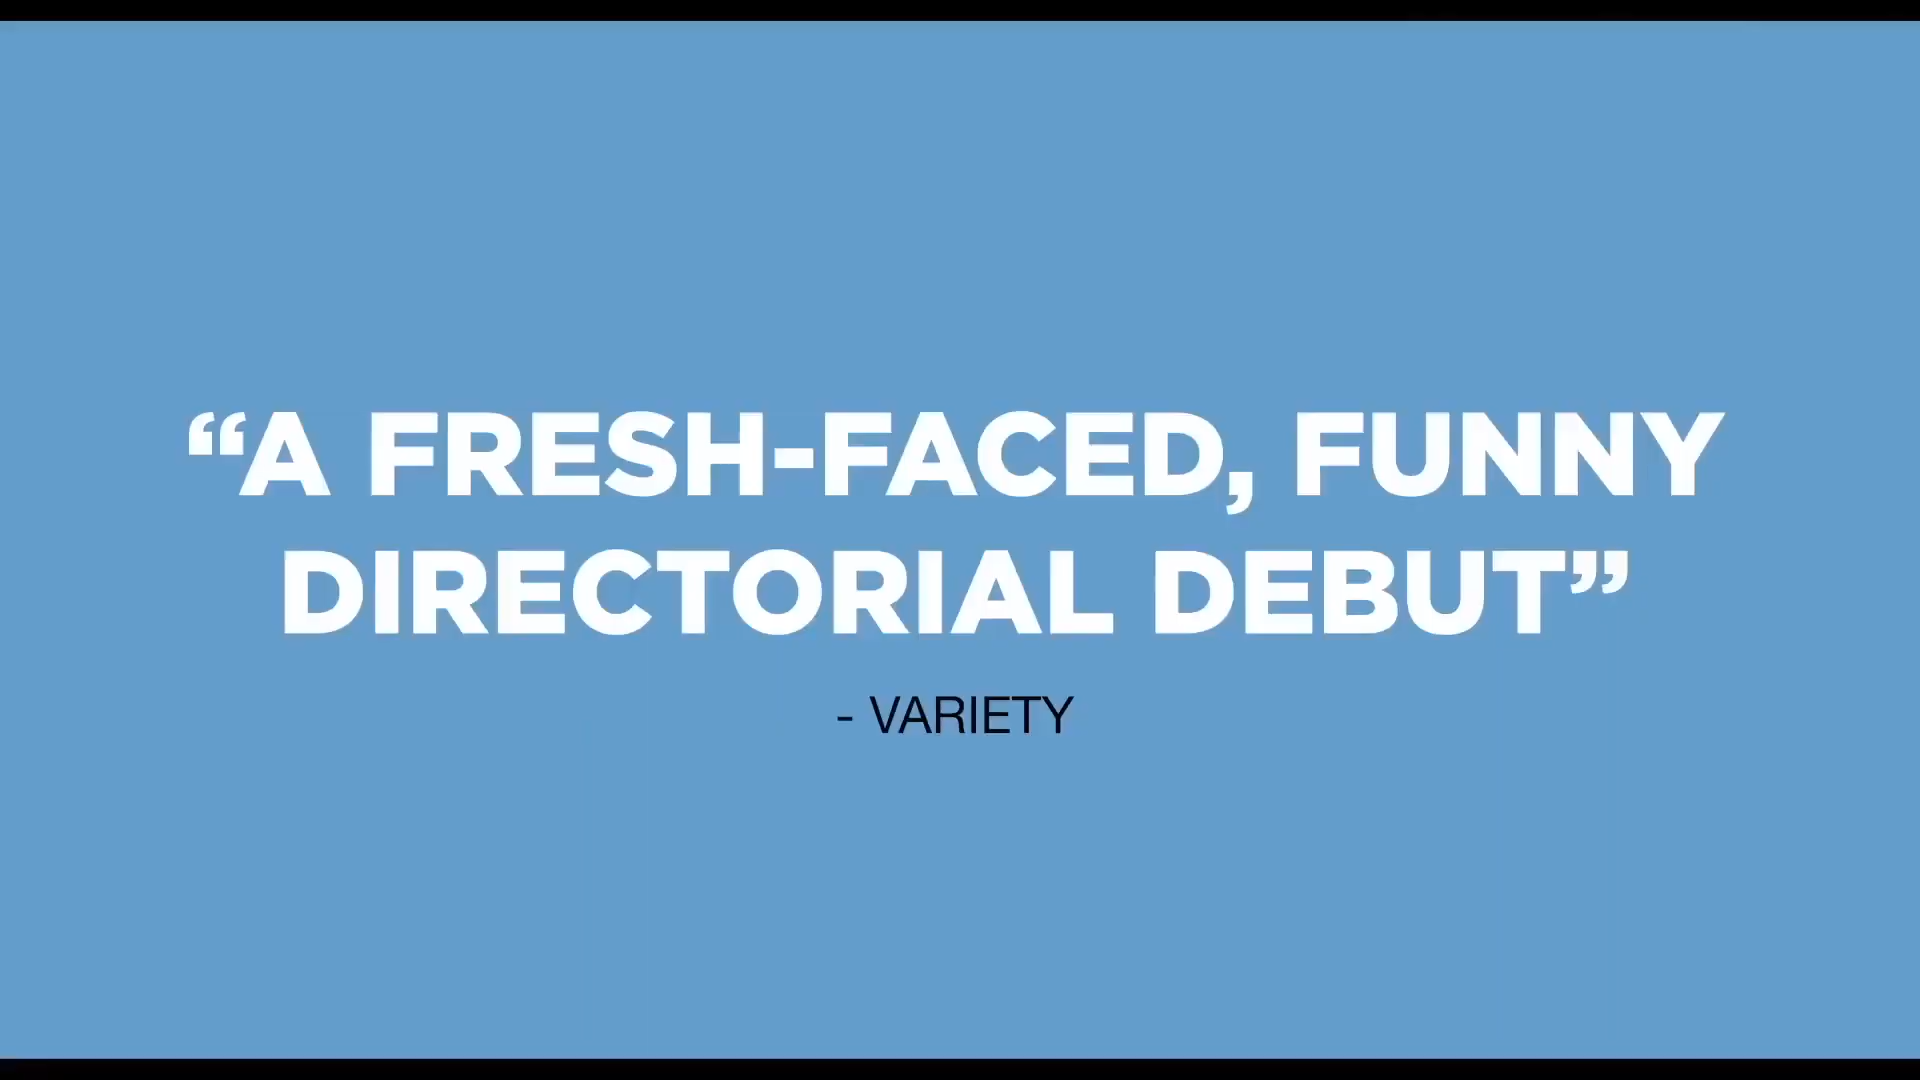 “A FRESH-FACED, FUNNY
DIRECTORIAL DEBUT”
- VARIETY